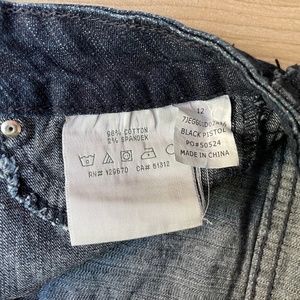 98% COTTON
2% SPANDEX
RN# 129670 CA# 51312
12
BLACK PISTOL
PO#50524
MADE IN CHINA